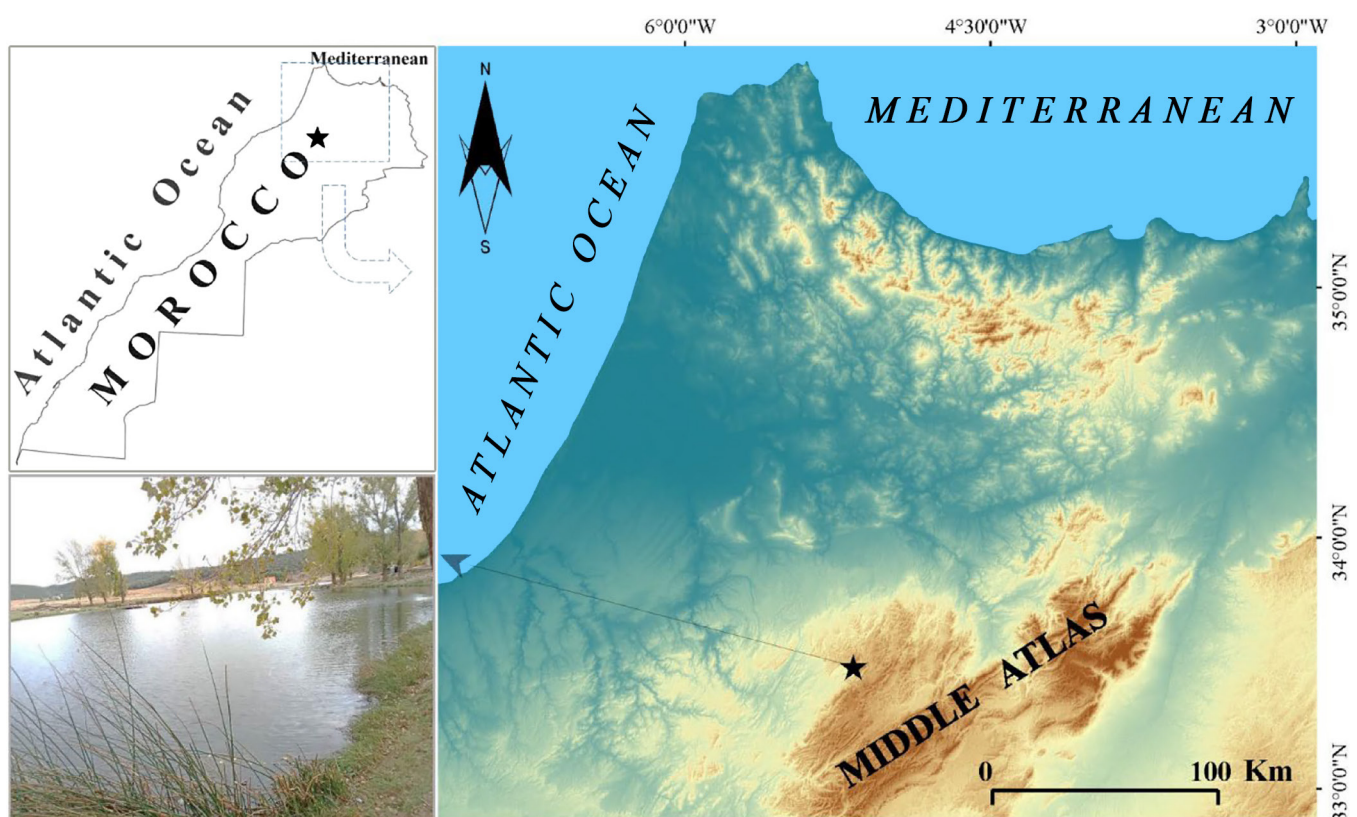 Mediterranean
Atlantic Ocean
MOROCCO
6°0'0"W
4°30'0"W
3°0'0"W
N
S
ATLANTIC OCEAN
MEDITERRANEAN
35°0'0"N
34°0'0"N
33°0'0"N
MIDDLE ATLAS
0 100 Km